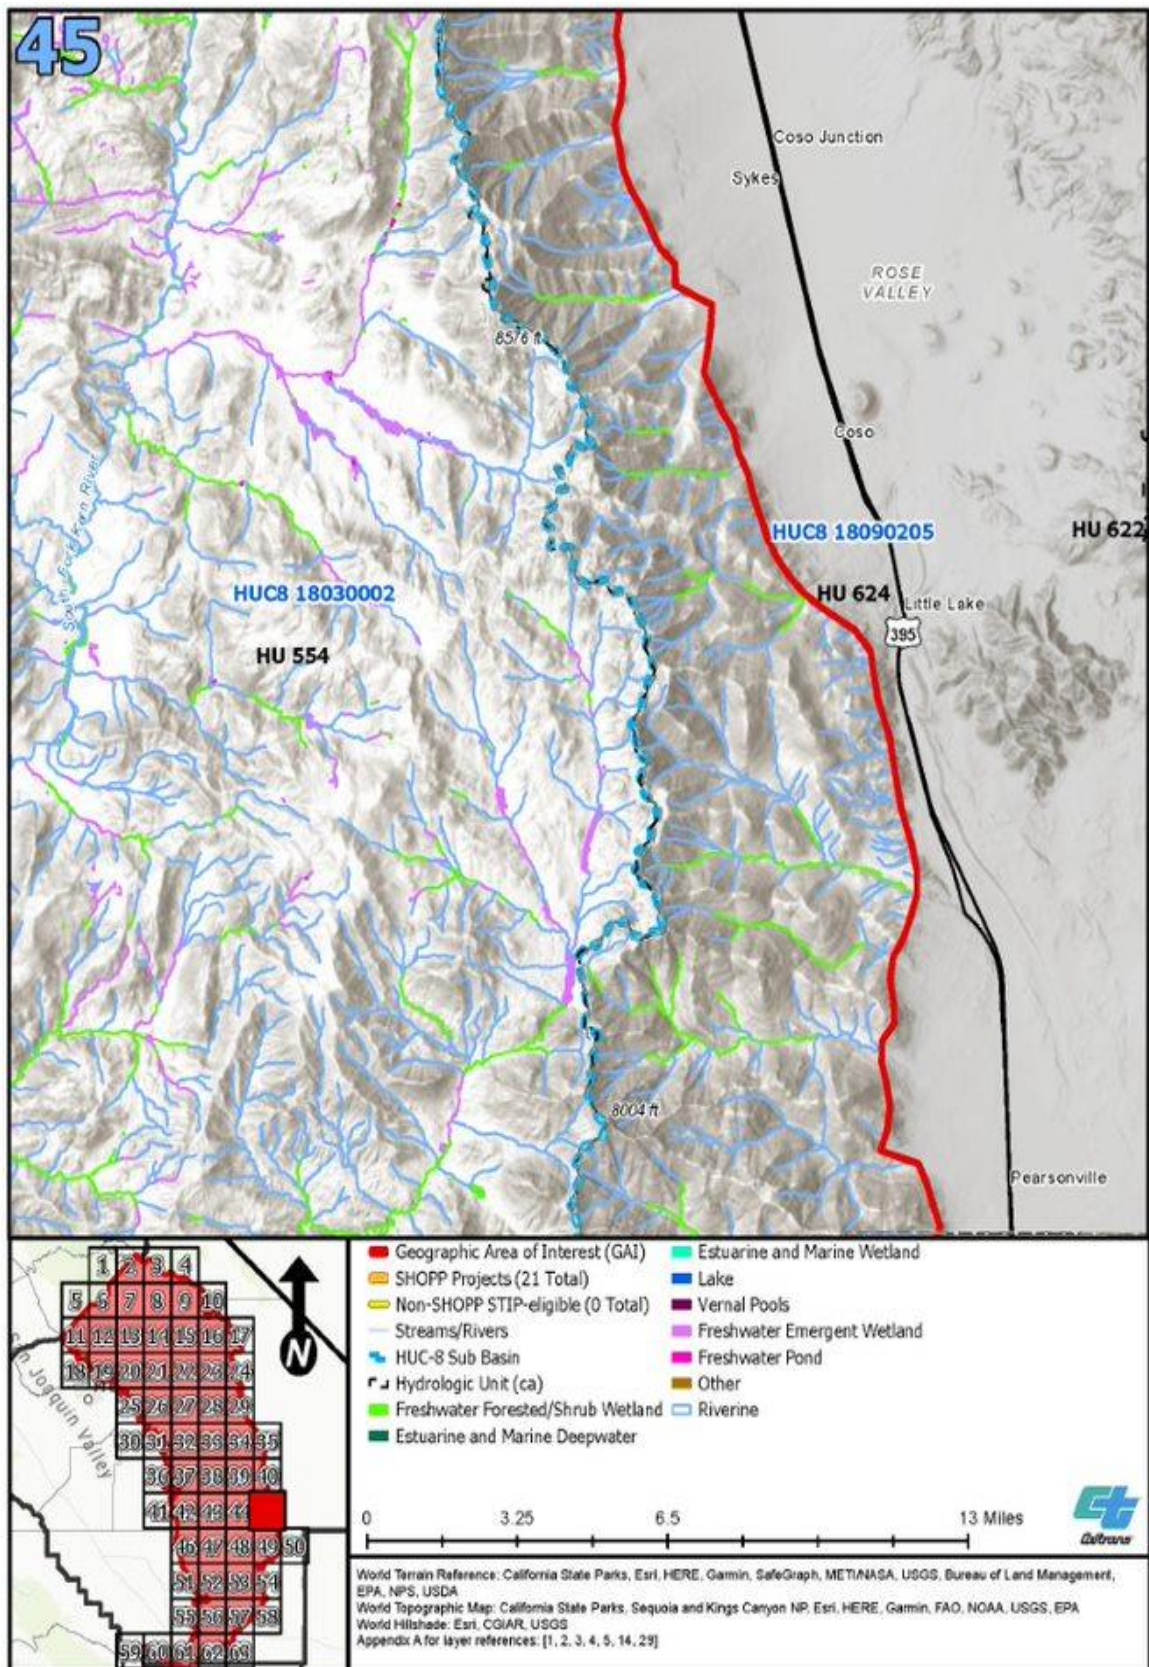 45
Coso Junction
Sykes
ROSE
VALLEY
8576 ft
Coso
South Fork Kern River
HUC8 18090205
HU 622
HUC8 18030002
HU 624
Little Lake
395
HU 554
8004 ft
Pearsonville
1 2 3 4
5 6 7 8 9 10
11 12 13 14 15 16 17
18 19 20 21 22 23 24
25 26 27 28 29
30 31 32 33 34 35
36 37 38 39 40
41 42 43 44
46 47 48 49 50
51 52 53 54
55 56 57 58
59 60 61 62 63
San Joaquin Valley
N
Geographic Area of Interest (GAI)
SHOPP Projects (21 Total)
Non-SHOPP STIP-eligible (0 Total)
Streams/Rivers
HUC-8 Sub Basin
Hydrologic Unit (ca)
Freshwater Forested/Shrub Wetland
Estuarine and Marine Deepwater
Estuarine and Marine Wetland
Lake
Vernal Pools
Freshwater Emergent Wetland
Freshwater Pond
Other
Riverine
0 3.25 6.5 13 Miles
Caltrans
World Terrain Reference: California State Parks, Esri, HERE, Garmin, SafeGraph, METI/NASA, USGS, Bureau of Land Management,
EPA, NPS, USDA
World Topographic Map: California State Parks, Sequoia and Kings Canyon NP, Esri, HERE, Garmin, FAO, NOAA, USGS, EPA
World Hillshade: Esri, CGIAR, USGS
Appendix A for layer references: [1, 2, 3, 4, 5, 14, 29]